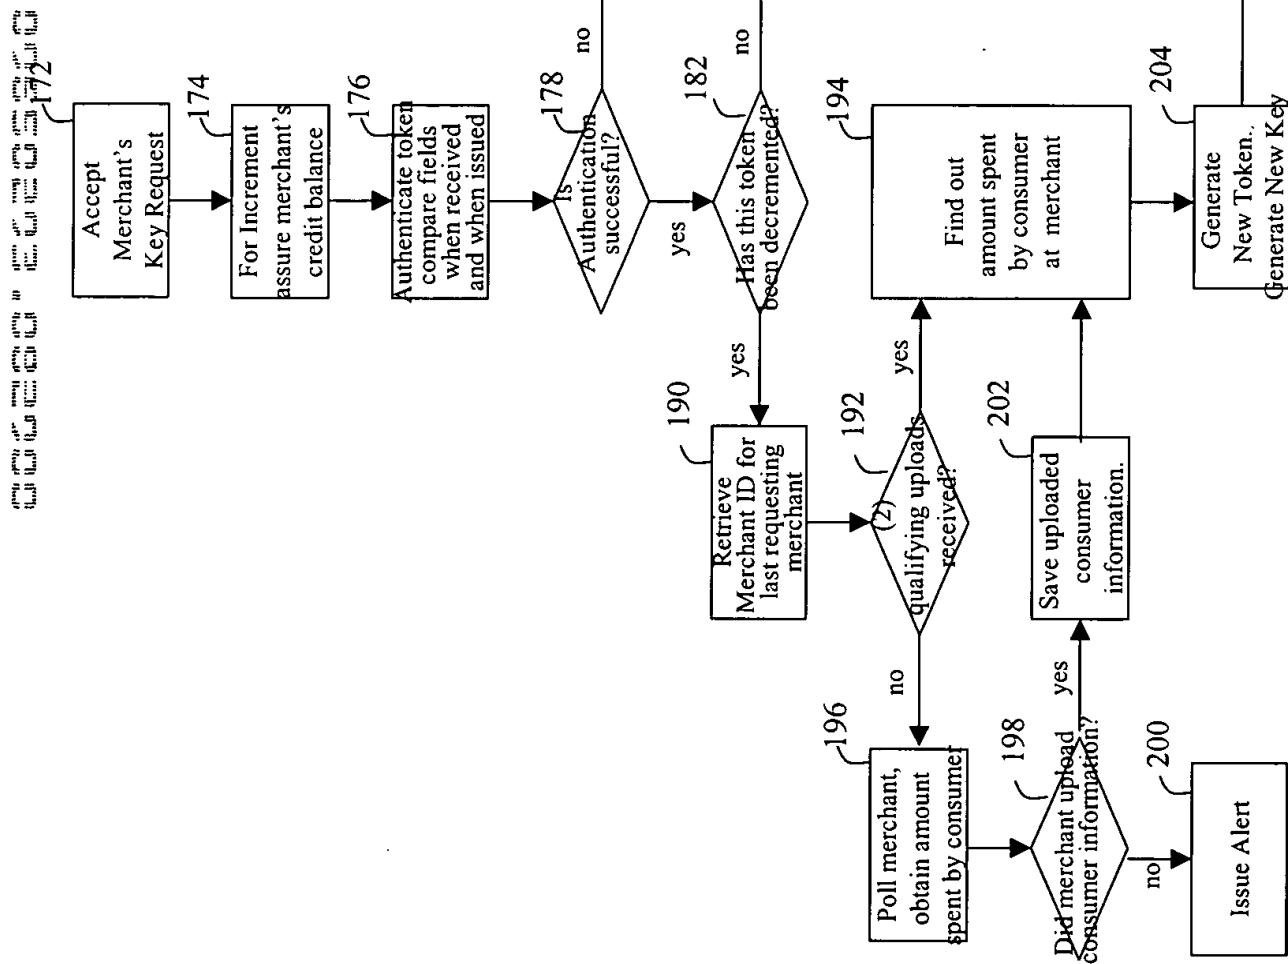 172
Accept
Merchant's
Key Request
174
For Increment
assure merchant's
credit balance
176
Authenticate token
compare fields
when received
and when issued
178
Is
Authentication
successful?
no
yes
182
Has this token
been decremented?
no
yes
190
Retrieve
Merchant ID for
last requesting
merchant
192
(2)
qualifying uploads
received?
yes
no
194
Find out
amount spent
by consumer
at merchant
196
Poll merchant,
obtain amount
spent by consumer
198
Did merchant upload
consumer information?
yes
no
200
Issue Alert
202
Save uploaded
consumer
information.
204
Generate
New Token..
Generate New Key